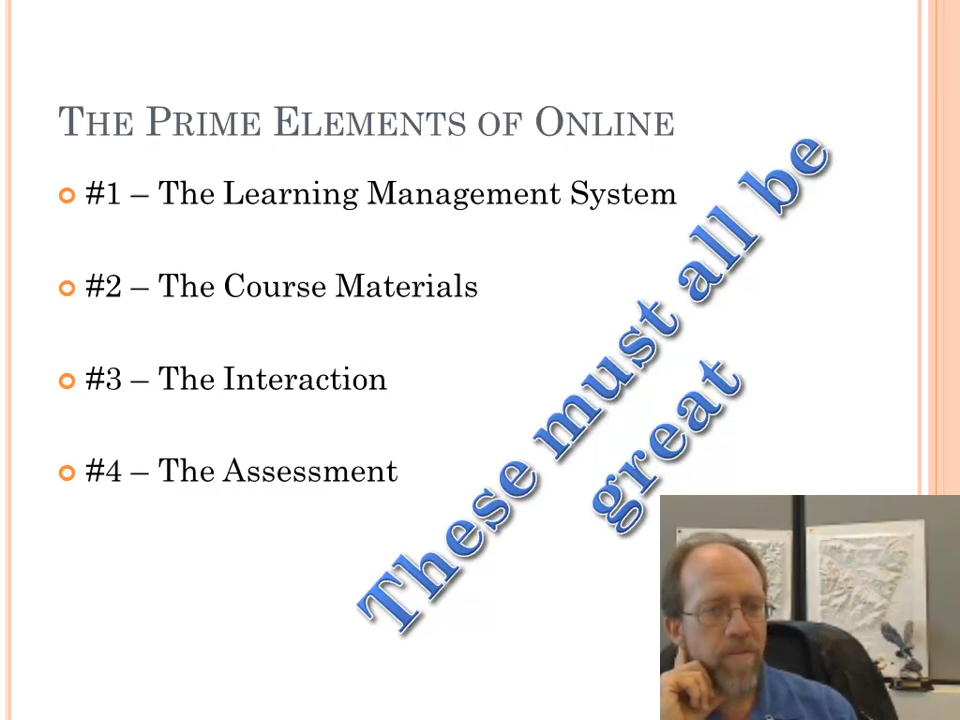 The Prime Elements of Online
#1 – The Learning Management System
#2 – The Course Materials
#3 – The Interaction
#4 – The Assessment
These must all be
great